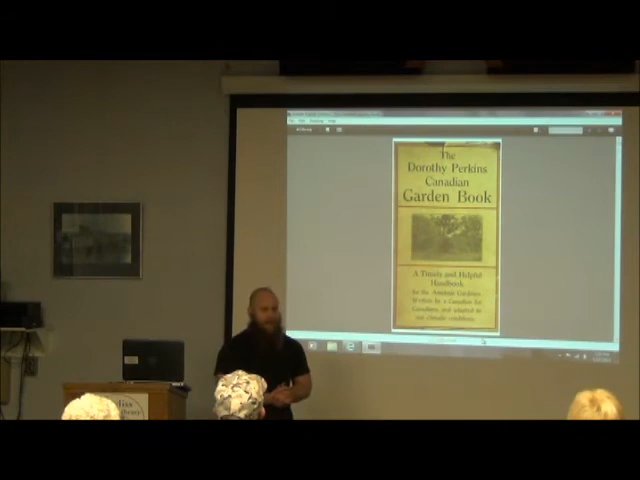 The
Dorothy Perkins
Canadian
Garden Book
A Timely and Helpful
Handbook
for the Amateur Gardener
Written by a Canadian for
Canadians and adapted to
our climatic conditions